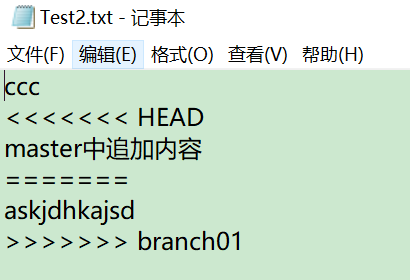 Test2.txt - 记事本
文件(F) 编辑(E) 格式(O) 查看(V) 帮助(H)
ccc
<<<<<<< HEAD
master中追加内容
=======
askjdhkajsd
>>>>>>> branch01